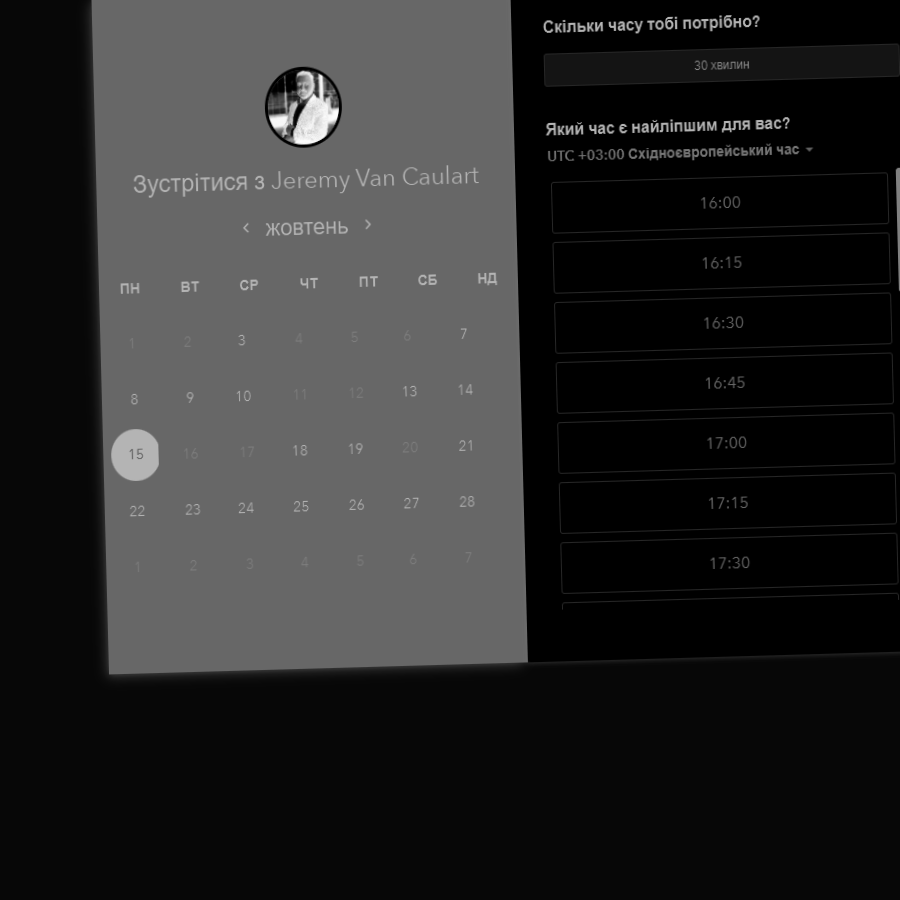 Зустрітися з Jeremy Van Caulart
‹ жовтень ›
ПН ВТ СР ЧТ ПТ СБ НД
1 2 3 4 5 6 7
8 9 10 11 12 13 14
15 16 17 18 19 20 21
22 23 24 25 26 27 28
1 2 3 4 5 6 7
Скільки часу тобі потрібно?
30 хвилин
Який час є найліпшим для вас?
UTC +03:00 Східноєвропейський час
16:00
16:15
16:30
16:45
17:00
17:15
17:30